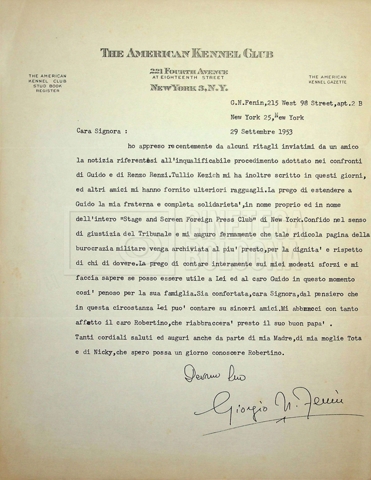 THE AMERICAN KENNEL CLUB
221 FOURTH AVENUE
AT EIGHTEENTH STREET
NEW YORK 3, N.Y.
THE AMERICAN
KENNEL CLUB
STUD BOOK
REGISTER
THE AMERICAN
KENNEL GAZETTE
G.N.Fenin,215 West 98 Street,apt.2 B
New York 25,New York
29 Settembre 1953
Cara Signora :
ho appreso recentemente da alcuni ritagli inviatimi da un amico
la notizia riferentesi all'inqualificabile procedimento adottato nei confronti
di Guido e di Renzo Renzi.Tullio Kezich mi ha inoltre scritto in questi giorni,
ed altri amici mi hanno fornito ulteriori ragguagli.La prego di estendere a
Guido la mia fraterna e completa solidarieta',in nome proprio ed in nome
dell'intero "Stage and Screen Foreign Press Club" di New York.Confido nel senso
di giustizia del Tribunale e mi auguro fermamente che tale ridicola pagina della
burocrazia militare venga archiviata al piu' presto,per la dignita' e rispetto
di chi di dovere.La prego di contare interamente sui miei modesti sforzi e mi
faccia sapere se posso essere utile a Lei ed al caro Guido in questo momento
cosi' penoso per la sua famiglia.Sia confortata,cara Signora,dal pensiero che
in questa circostanza Lei puo' contare su sinceri amici.Mi abbracci con tanto
affetto il caro Robertino,che riabbraccera' presto il suo buon papa' .
Tanti cordiali saluti ed auguri anche da parte di mia Madre,di mia moglie Tota
e di Nicky,che spero possa un giorno conoscere Robertino.
Devmo Suo
Giorgio N. Fenin